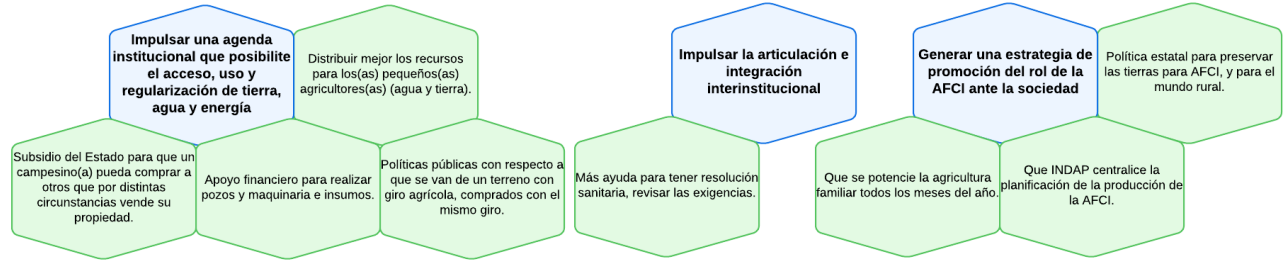 Impulsar una agenda
institucional que posibilite
el acceso, uso y
regularización de tierra,
agua y energía
Distribuir mejor los recursos
para los(as) pequeños(as)
agricultores(as) (agua y tierra).
Subsidio del Estado para que un
campesino(a) pueda comprar a
otros que por distintas
circunstancias vende su
propiedad.
Apoyo financiero para realizar
pozos y maquinaria e insumos.
Políticas públicas con respecto a
que se van de un terreno con
giro agrícola, comprados con el
mismo giro.
Impulsar la articulación e
integración
interinstitucional
Más ayuda para tener resolución
sanitaria, revisar las exigencias.
Generar una estrategia de
promoción del rol de la
AFCI ante la sociedad
Política estatal para preservar
las tierras para AFCI, y para el
mundo rural.
Que se potencie la agricultura
familiar todos los meses del año.
Que INDAP centralice la
planificación de la producción de
la AFCI.